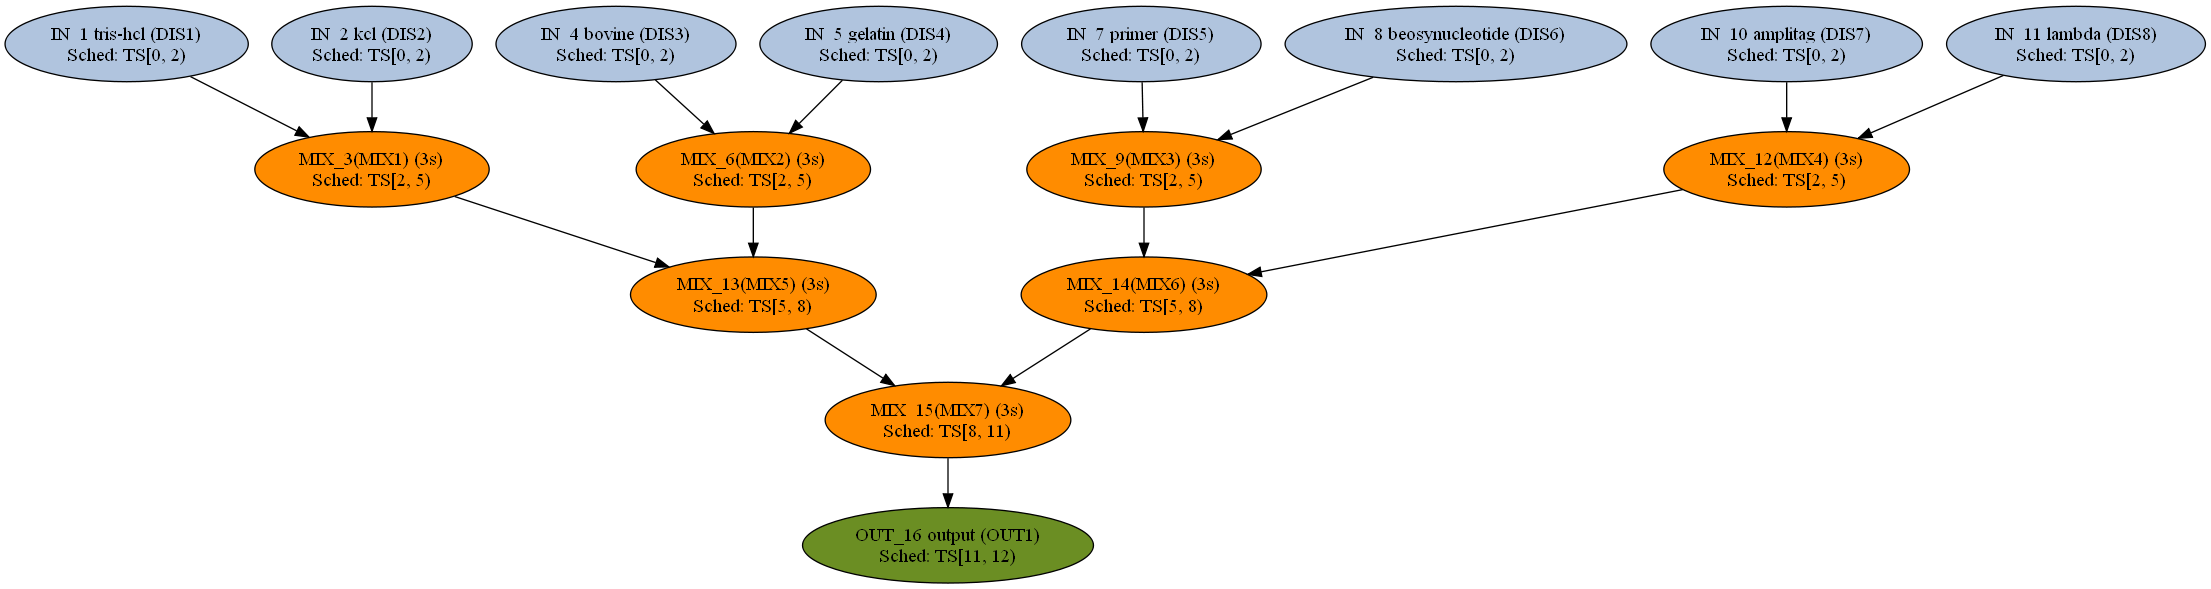 IN_1 tris-hcl (DIS1)
Sched: TS[0, 2)
IN_2 kcl (DIS2)
Sched: TS[0, 2)
IN_4 bovine (DIS3)
Sched: TS[0, 2)
IN_5 gelatin (DIS4)
Sched: TS[0, 2)
IN_7 primer (DIS5)
Sched: TS[0, 2)
IN_8 beosynucleotide (DIS6)
Sched: TS[0, 2)
IN_10 amplitag (DIS7)
Sched: TS[0, 2)
IN_11 lambda (DIS8)
Sched: TS[0, 2)
MIX_3(MIX1) (3s)
Sched: TS[2, 5)
MIX_6(MIX2) (3s)
Sched: TS[2, 5)
MIX_9(MIX3) (3s)
Sched: TS[2, 5)
MIX_12(MIX4) (3s)
Sched: TS[2, 5)
MIX_13(MIX5) (3s)
Sched: TS[5, 8)
MIX_14(MIX6) (3s)
Sched: TS[5, 8)
MIX_15(MIX7) (3s)
Sched: TS[8, 11)
OUT_16 output (OUT1)
Sched: TS[11, 12)